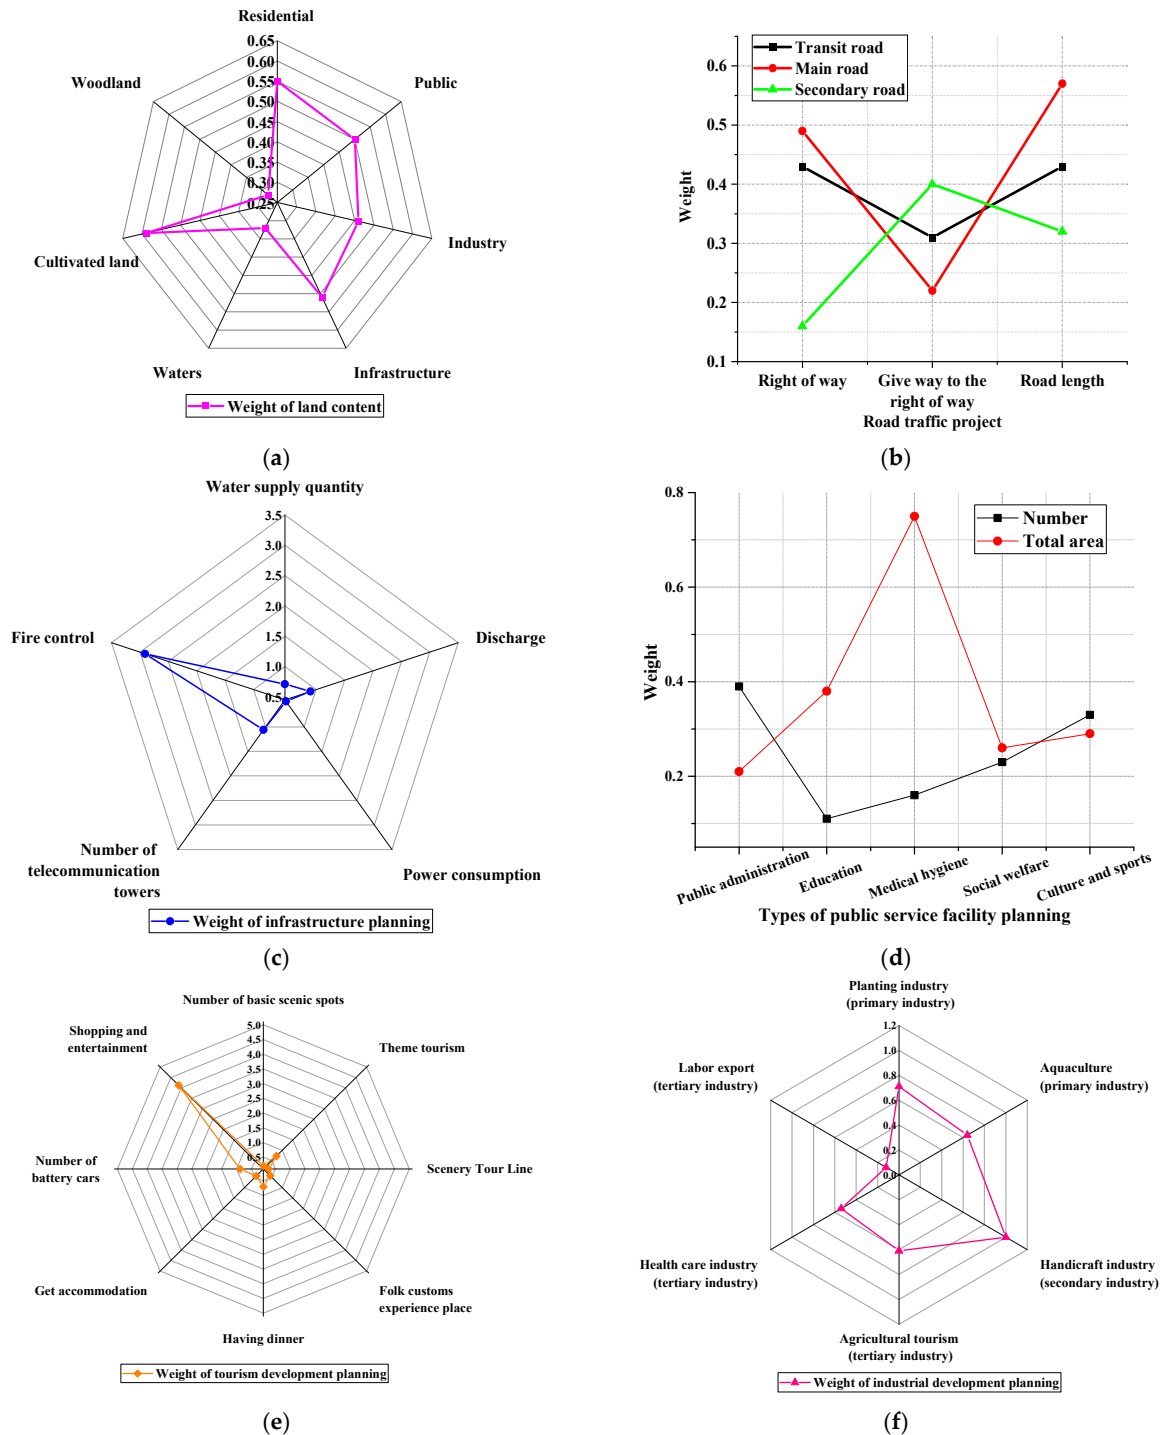 Residential
0.65
0.60
0.55
0.50
0.45
0.40
0.35
0.30
0.25
Woodland
Public
Cultivated land
Industry
Waters
Infrastructure
Weight of land content
(a)
Transit road
Main road
Secondary road
0.6
0.5
0.4
0.3
0.2
0.1
Weight
Right of way
Give way to the
right of way
Road length
Road traffic project
(b)
Water supply quantity
3.5
3.0
2.5
2.0
1.5
1.0
0.5
Fire control
Discharge
Number of
telecommunication
towers
Power consumption
Weight of infrastructure planning
(c)
0.8
0.6
0.4
0.2
Weight
Number
Total area
Public administration
Education
Medical hygiene
Social welfare
Culture and sports
Types of public service facility planning
(d)
Number of basic scenic spots
5.0
4.5
4.0
3.5
3.0
2.5
2.0
1.5
1.0
0.5
Shopping and
entertainment
Theme tourism
Number of
battery cars
Scenery Tour Line
Get accommodation
Folk customs
experience place
Having dinner
Weight of tourism development planning
(e)
Planting industry
(primary industry)
1.2
1.0
0.8
0.6
0.4
0.2
0.0
Labor export
(tertiary industry)
Aquaculture
(primary industry)
Health care industry
(tertiary industry)
Handicraft industry
(secondary industry)
Agricultural tourism
(tertiary industry)
Weight of industrial development planning
(f)